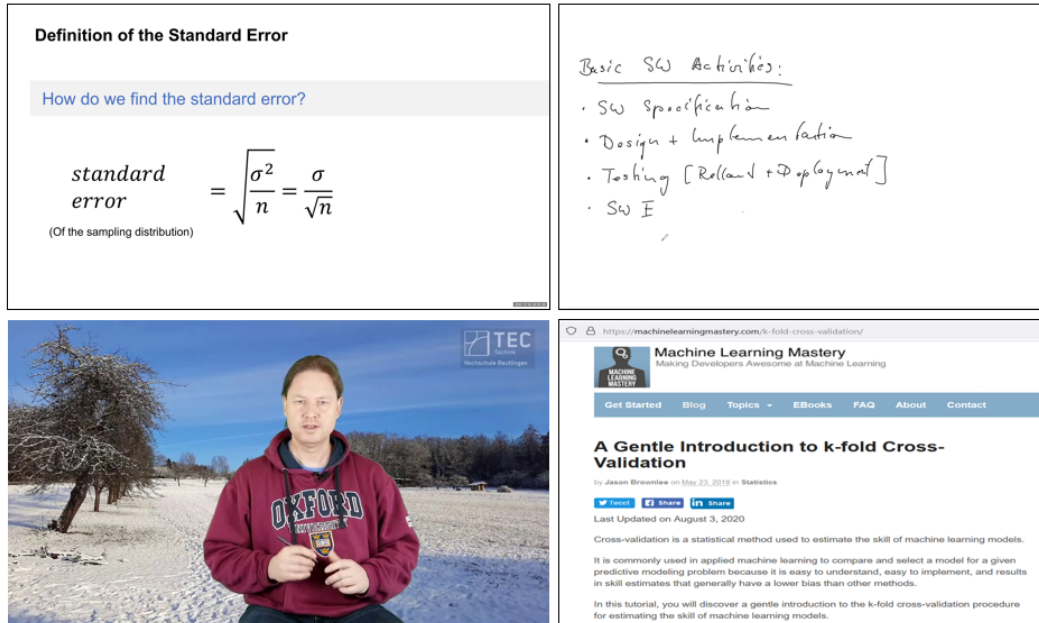 Definition of the Standard Error
How do we find the standard error?
standard
error
= √(σ²/n) = σ/√n
(Of the sampling distribution)
Basic SW Activities:
· SW Specification
· Design + Implementation
· Testing [Rollout + Deployment]
· SW E
TEC
Technik
Hochschule Reutlingen
OXFORD
UNIVERSITY
https://machinelearningmastery.com/k-fold-cross-validation/
MACHINE
LEARNING
MASTERY
Machine Learning Mastery
Making Developers Awesome at Machine Learning
Get Started Blog Topics EBooks FAQ About Contact
A Gentle Introduction to k-fold Cross-
Validation
by Jason Brownlee on May 23, 2018 in Statistics
Tweet Share Share
Last Updated on August 3, 2020
Cross-validation is a statistical method used to estimate the skill of machine learning models.
It is commonly used in applied machine learning to compare and select a model for a given
predictive modeling problem because it is easy to understand, easy to implement, and results
in skill estimates that generally have a lower bias than other methods.
In this tutorial, you will discover a gentle introduction to the k-fold cross-validation procedure
for estimating the skill of machine learning models.